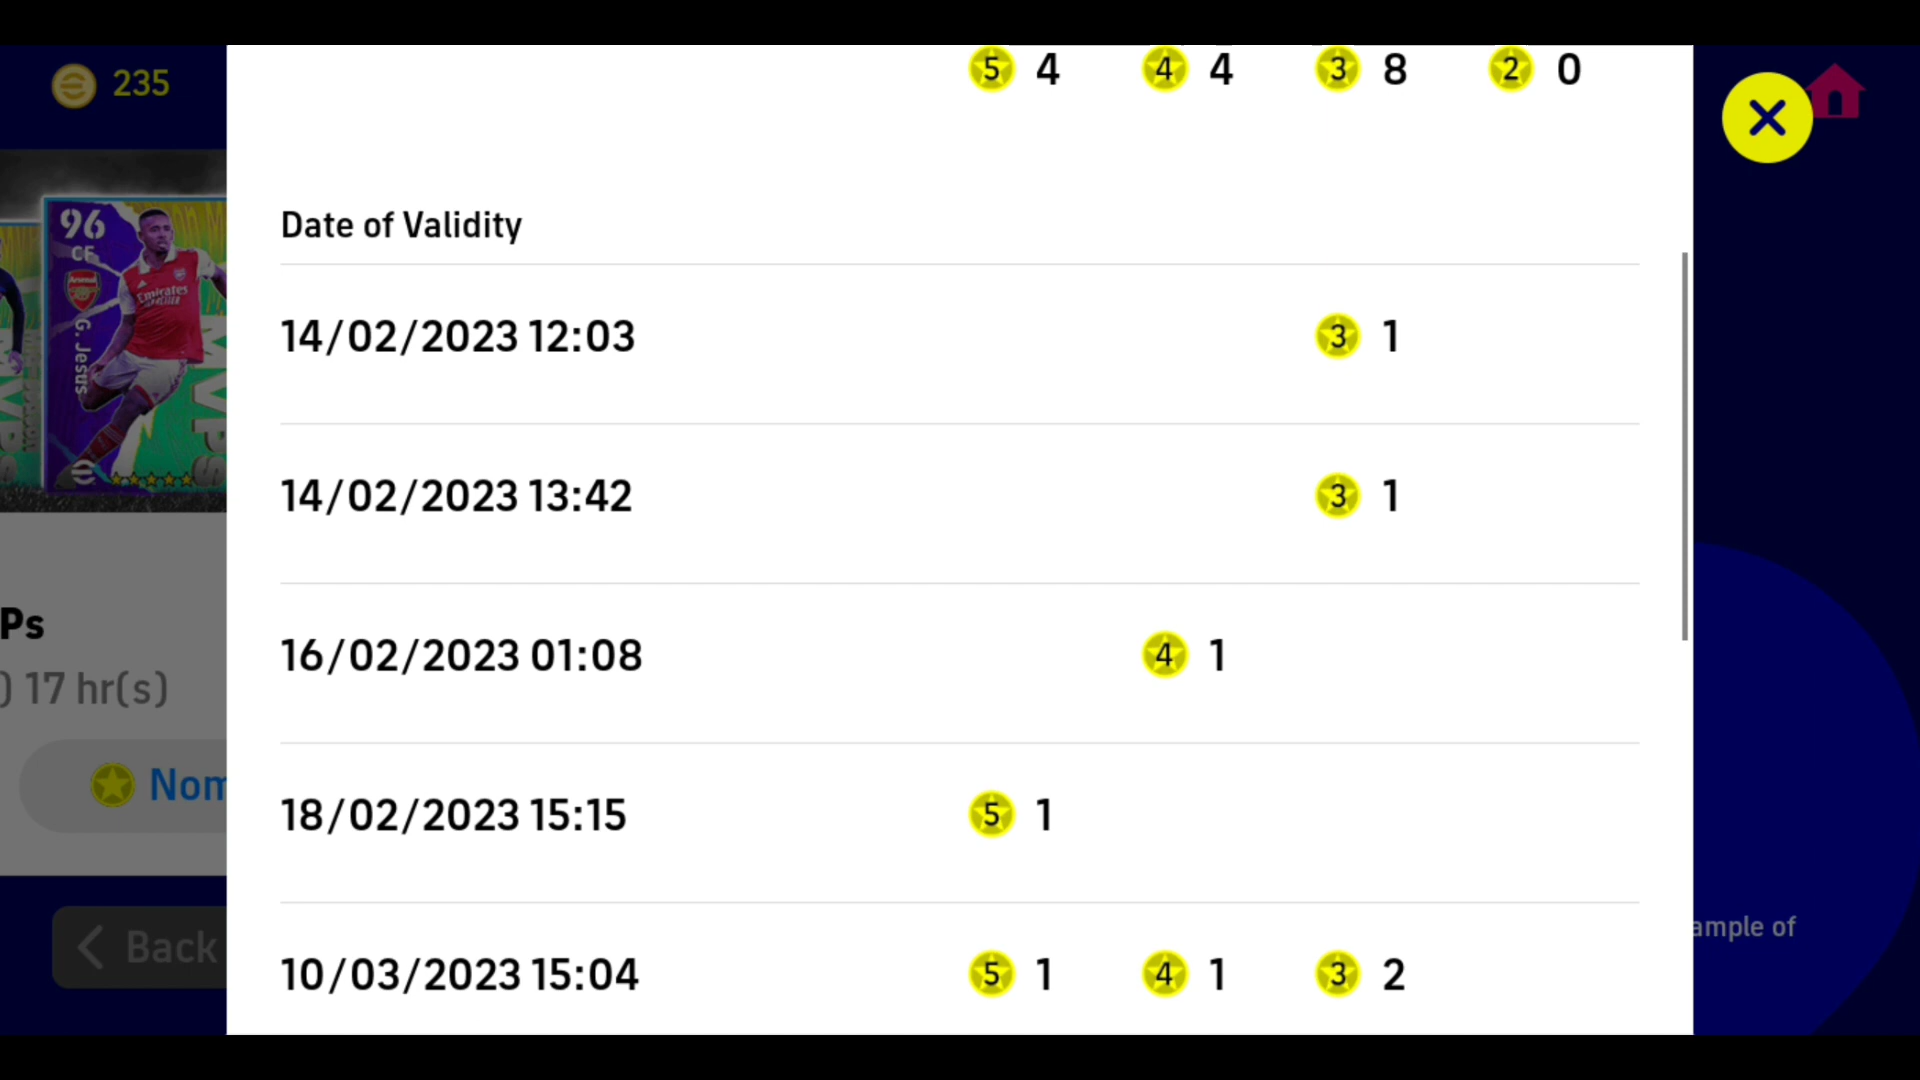 235
5 4 4 4 3 8 2 0
Date of Validity
14/02/2023 12:03 3 1
14/02/2023 13:42 3 1
16/02/2023 01:08 4 1
18/02/2023 15:15 5 1
10/03/2023 15:04 5 1 4 1 3 2
96
CF
Arsenal
Emirates
G. Jesus
Ps
) 17 hr(s)
Nom
Back
ample of